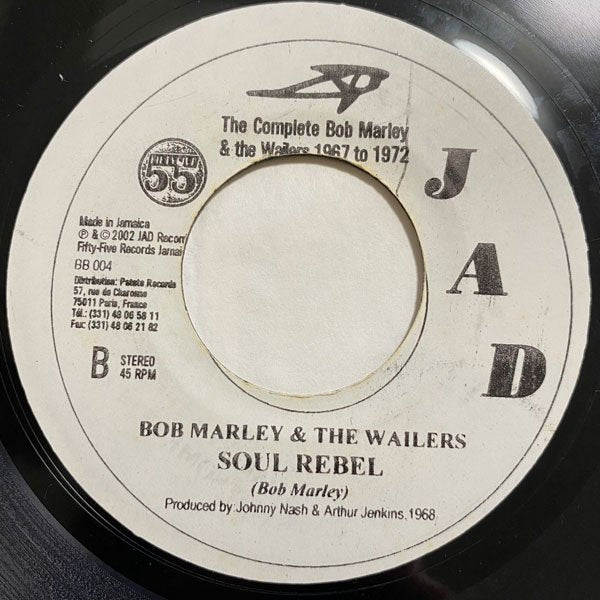 The Complete Bob Marley
& the Wailers 1967 to 1972
J
A
D
FIFTY FIVE
55
Made in Jamaica
℗ & © 2002 JAD Recor
Fifty-Five Records Jamai
BB 004
Distribution: Patate Records
57, rue de Charonne
75011 Paris, France
Tél.: (331) 48 06 58 11
Fax: (331) 48 06 21 82
B STEREO
45 RPM
BOB MARLEY & THE WAILERS
SOUL REBEL
(Bob Marley)
Produced by: Johnny Nash & Arthur Jenkins, 1968